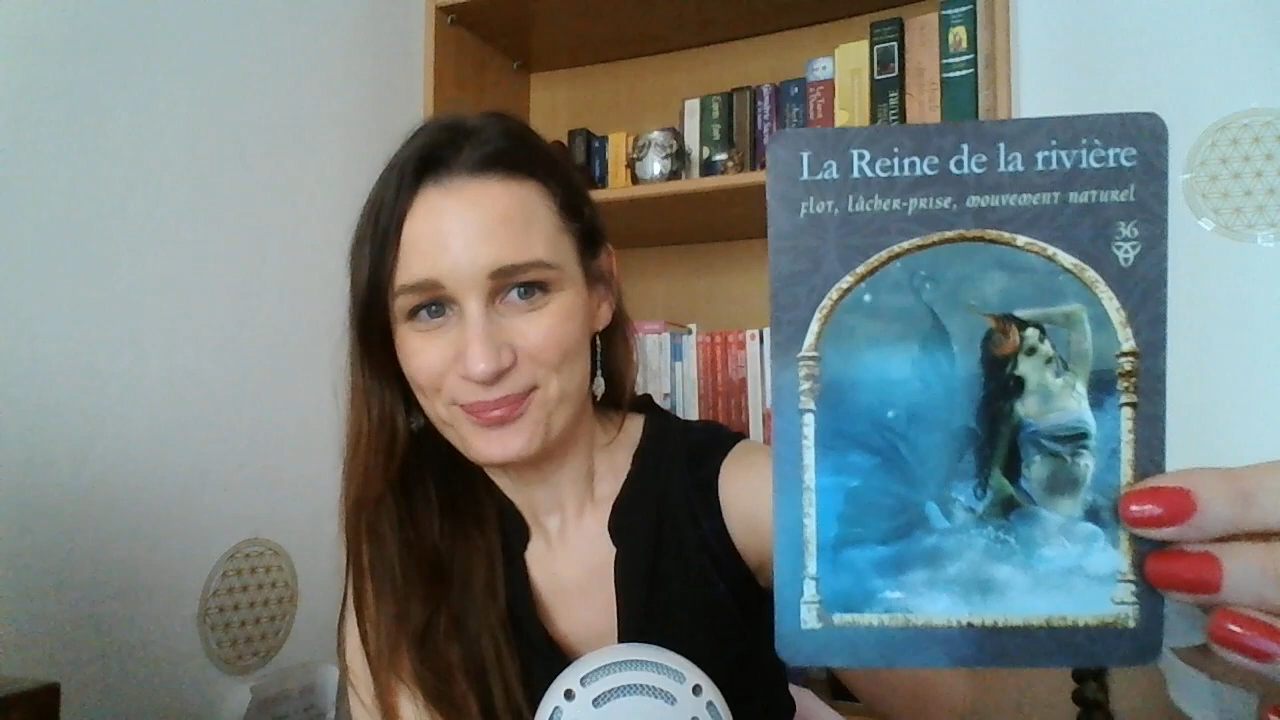 La Reine de la rivière
flot, lâcher-prise, mouvement naturel
36